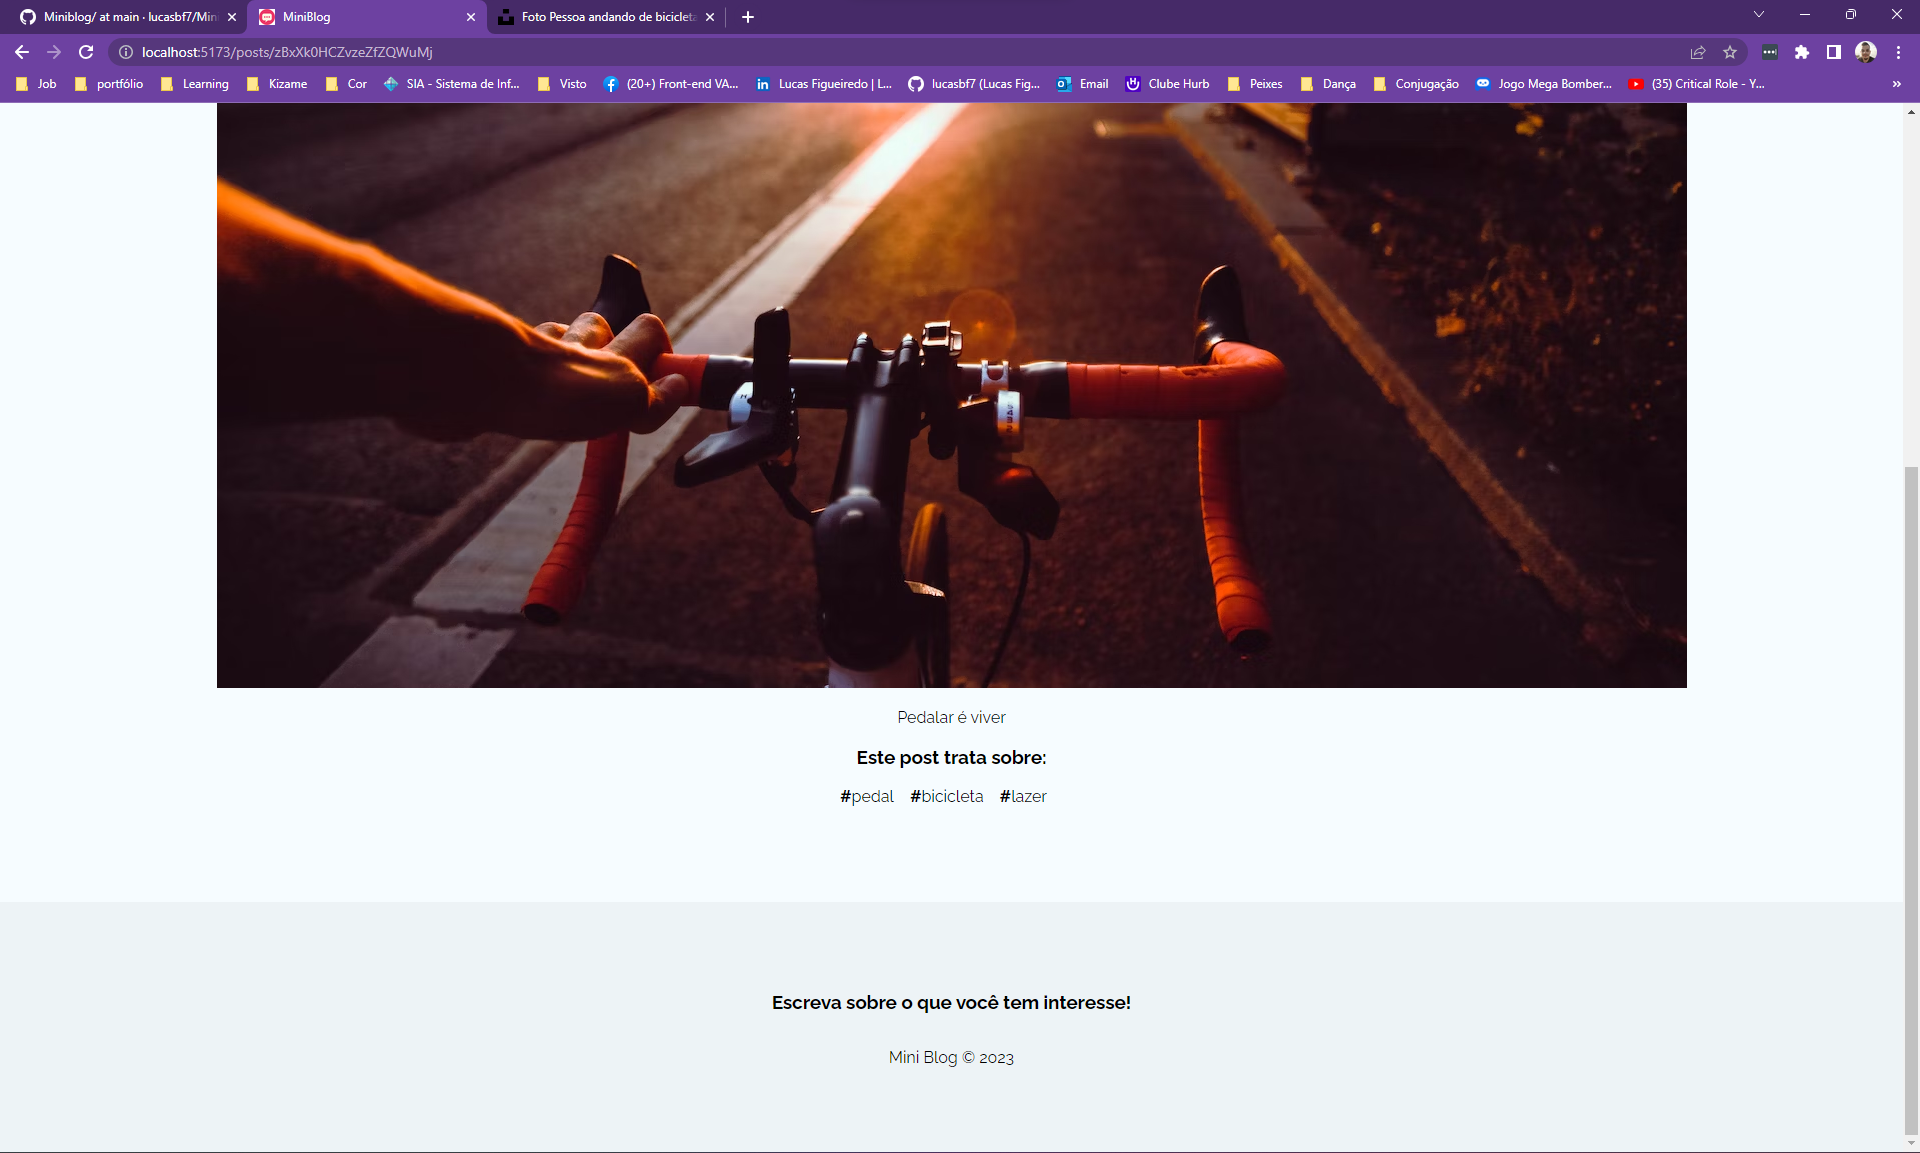 Miniblog/ at main · lucasbf7/Mini
MiniBlog
Foto Pessoa andando de bicicleta
localhost:5173/posts/zBxXk0HCZvzeZfZQWuMj
Job
portfólio
Learning
Kizame
Cor
SIA - Sistema de Inf...
Visto
(20+) Front-end VA...
Lucas Figueiredo | L...
lucasbf7 (Lucas Fig...
Email
Clube Hurb
Peixes
Dança
Conjugação
Jogo Mega Bomber...
(35) Critical Role - Y...
Pedalar é viver
Este post trata sobre:
#pedal #bicicleta #lazer
Escreva sobre o que você tem interesse!
Mini Blog © 2023